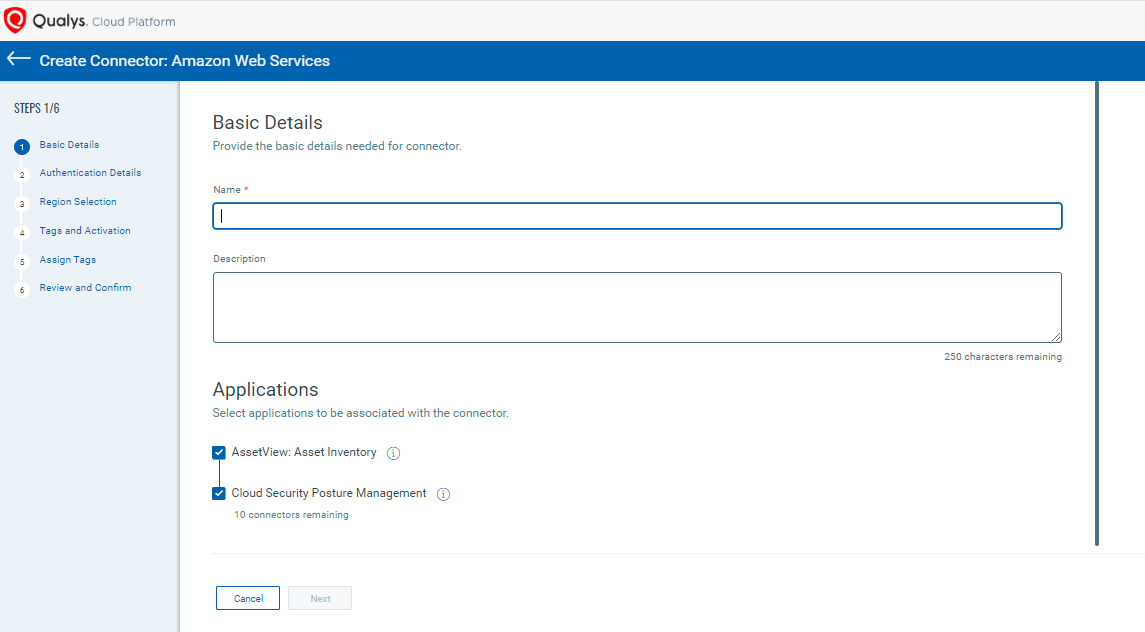 Qualys. Cloud Platform
Create Connector: Amazon Web Services
STEPS 1/6
1 Basic Details
2 Authentication Details
3 Region Selection
4 Tags and Activation
5 Assign Tags
6 Review and Confirm
Basic Details
Provide the basic details needed for connector.
Name *
Description
250 characters remaining
Applications
Select applications to be associated with the connector.
AssetView: Asset Inventory
Cloud Security Posture Management
10 connectors remaining
Cancel Next